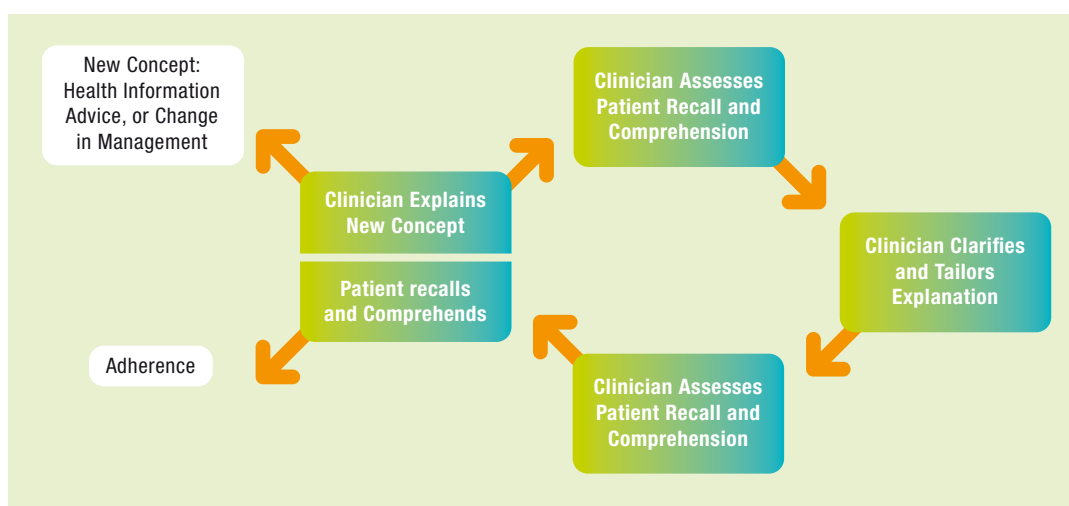 New Concept:
Health Information
Advice, or Change
in Management
Clinician Explains
New Concept
Patient recalls
and Comprehends
Adherence
Clinician Assesses
Patient Recall and
Comprehension
Clinician Clarifies
and Tailors
Explanation
Clinician Assesses
Patient Recall and
Comprehension